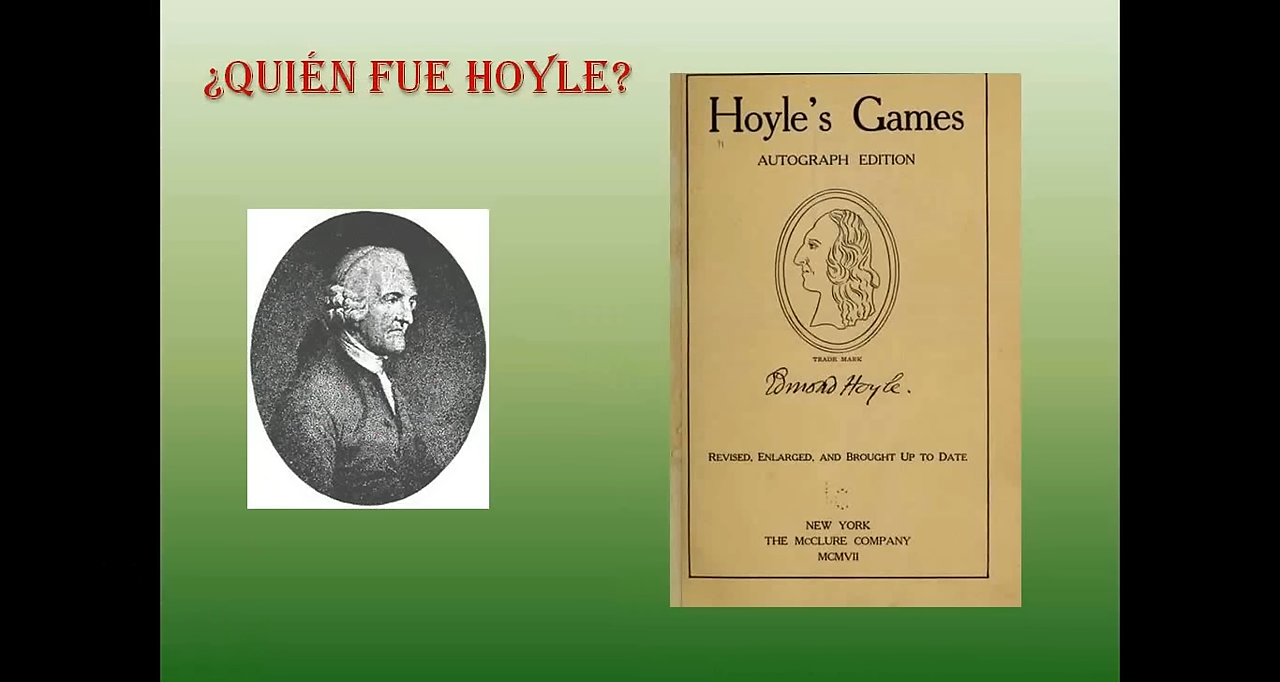 ¿QUIÉN FUE HOYLE?
Hoyle's Games
AUTOGRAPH EDITION
TRADE MARK
Edmond Hoyle.
REVISED, ENLARGED, AND BROUGHT UP TO DATE
NEW YORK
THE McCLURE COMPANY
MCMVII